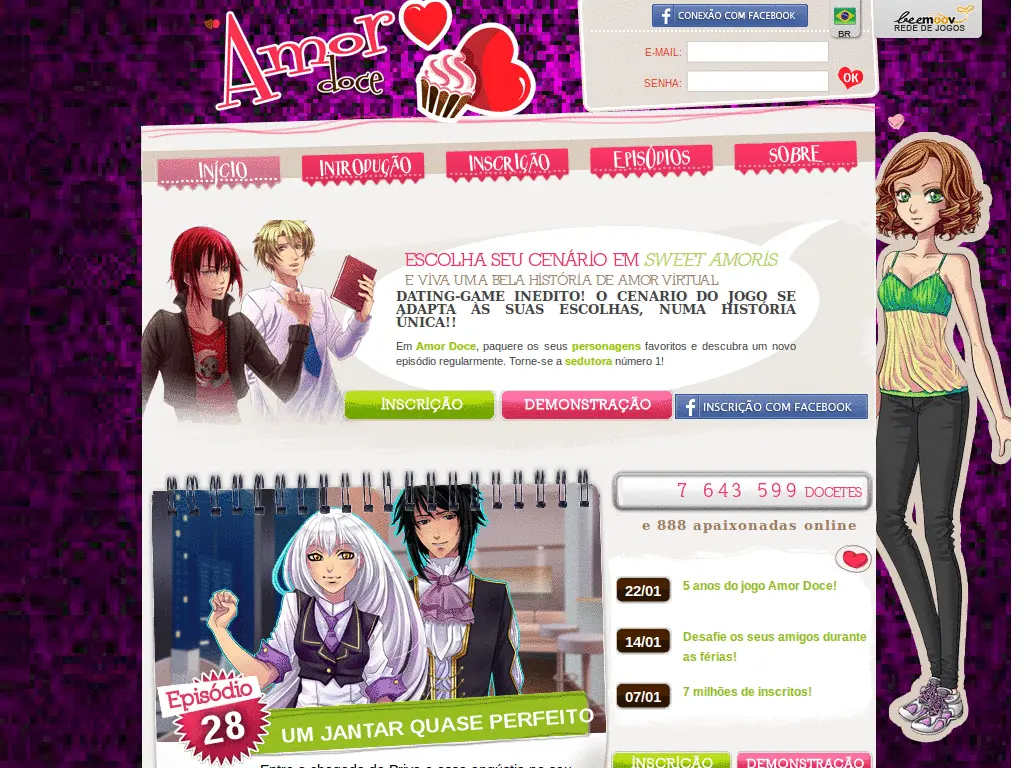 Amor
doce
CONEXÃO COM FACEBOOK
BR
beemoov
REDE DE JOGOS
E-MAIL:
SENHA:
OK
INÍCIO
INTRODUÇÃO
INSCRIÇÃO
EPISÓDIOS
SOBRE
ESCOLHA SEU CENÁRIO EM SWEET AMORIS
E VIVA UMA BELA HISTÓRIA DE AMOR VIRTUAL
DATING-GAME INEDITO! O CENARIO DO JOGO SE
ADAPTA ÀS SUAS ESCOLHAS, NUMA HISTÓRIA
ÚNICA!!
Em Amor Doce, paquere os seus personagens favoritos e descubra um novo
episódio regularmente. Torne-se a sedutora número 1!
INSCRIÇÃO
DEMONSTRAÇÃO
INSCRIÇÃO COM FACEBOOK
7 643 599 DOCETES
e 888 apaixonadas online
22/01
5 anos do jogo Amor Doce!
14/01
Desafie os seus amigos durante
as férias!
07/01
7 milhões de inscritos!
Episódio
28
UM JANTAR QUASE PERFEITO
INSCRIÇÃO
DEMONSTRAÇÃO